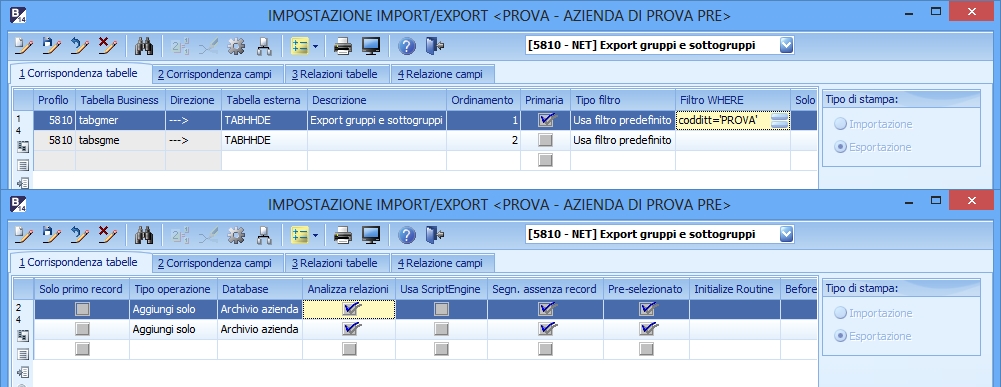 IMPOSTAZIONE IMPORT/EXPORT <PROVA - AZIENDA DI PROVA PRE>
[5810 - NET] Export gruppi e sottogruppi
1 Corrispondenza tabelle 2 Corrispondenza campi 3 Relazioni tabelle 4 Relazione campi
Profilo Tabella Business Direzione Tabella esterna Descrizione Ordinamento Primaria Tipo filtro Filtro WHERE Solo
5810 tabgmer ---> TABHHDE Export gruppi e sottogruppi 1 Usa filtro predefinito codditt='PROVA'
5810 tabsgme ---> TABHHDE 2 Usa filtro predefinito
1
4
Tipo di stampa:
Importazione
Esportazione
IMPOSTAZIONE IMPORT/EXPORT <PROVA - AZIENDA DI PROVA PRE>
[5810 - NET] Export gruppi e sottogruppi
1 Corrispondenza tabelle 2 Corrispondenza campi 3 Relazioni tabelle 4 Relazione campi
Solo primo record Tipo operazione Database Analizza relazioni Usa ScriptEngine Segn. assenza record Pre-selezionato Initialize Routine Before
Aggiungi solo Archivio azienda
Aggiungi solo Archivio azienda
2
4
Tipo di stampa:
Importazione
Esportazione